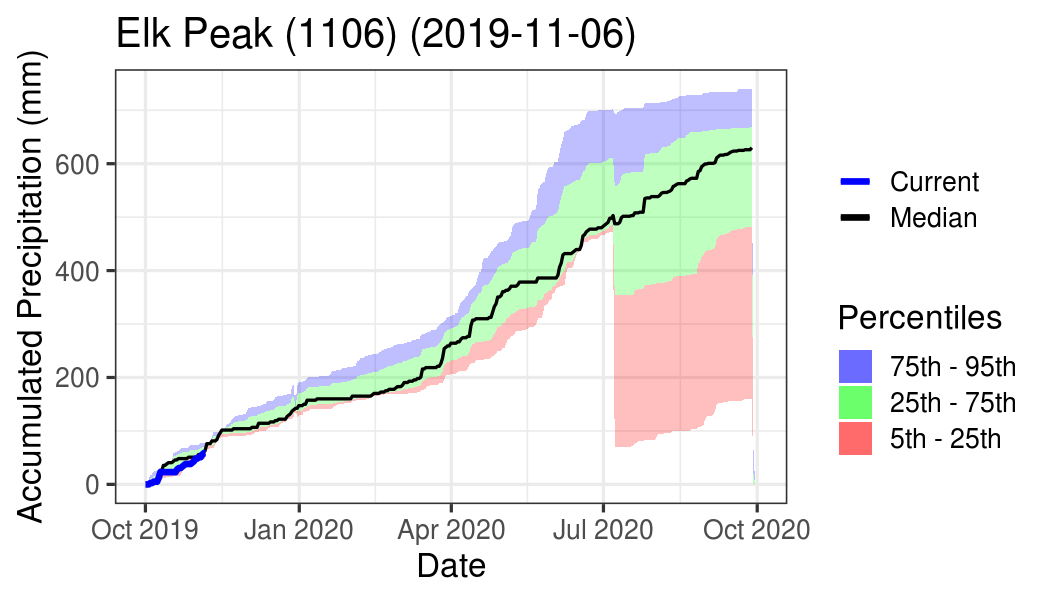 Elk Peak (1106) (2019-11-06)
Accumulated Precipitation (mm)
600
400
200
0
Oct 2019
Jan 2020
Apr 2020
Jul 2020
Oct 2020
Date
Current
Median
Percentiles
75th - 95th
25th - 75th
5th - 25th